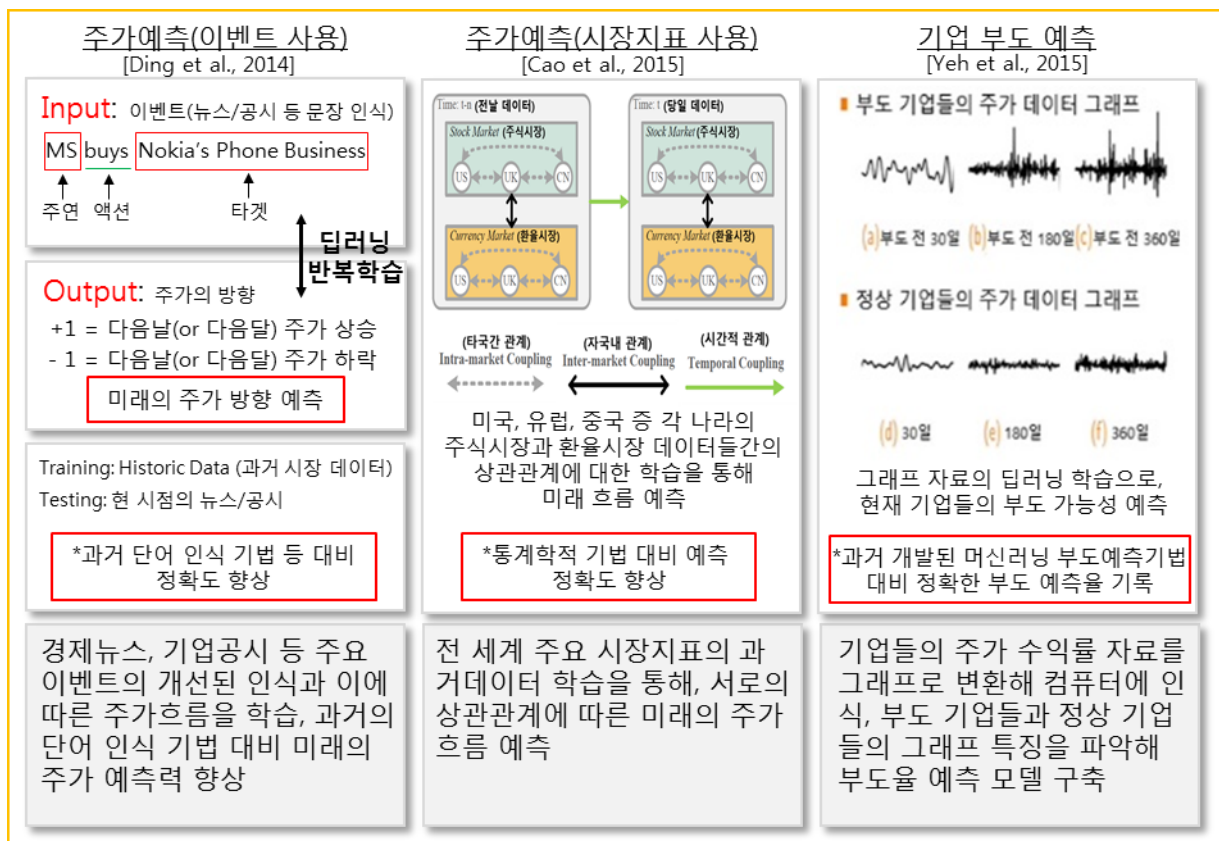 주가예측(이벤트 사용)
[Ding et al., 2014]
Input: 이벤트(뉴스/공시 등 문장 인식)
MS buys Nokia's Phone Business
주연 액션 타겟
딥러닝
반복학습
Output: 주가의 방향
+1 = 다음날(or 다음달) 주가 상승
- 1 = 다음날(or 다음달) 주가 하락
미래의 주가 방향 예측
Training: Historic Data (과거 시장 데이터)
Testing: 현 시점의 뉴스/공시
*과거 단어 인식 기법 등 대비
정확도 향상
경제뉴스, 기업공시 등 주요
이벤트의 개선된 인식과 이에
따른 주가흐름을 학습, 과거의
단어 인식 기법 대비 미래의
주가 예측력 향상
주가예측(시장지표 사용)
[Cao et al., 2015]
Time: t-n (전날 데이터)
Stock Market (주식시장)
US UK CN
Currency Market (환율시장)
US UK CN
Time: t (당일 데이터)
Stock Market (주식시장)
US UK CN
Currency Market (환율시장)
US UK CN
(타국간 관계) (자국내 관계) (시간적 관계)
Intra-market Coupling Inter-market Coupling Temporal Coupling
미국, 유럽, 중국 증 각 나라의
주식시장과 환율시장 데이터들간의
상관관계에 대한 학습을 통해
미래 흐름 예측
*통계학적 기법 대비 예측
정확도 향상
전 세계 주요 시장지표의 과
거데이터 학습을 통해, 서로의
상관관계에 따른 미래의 주가
흐름 예측
기업 부도 예측
[Yeh et al., 2015]
부도 기업들의 주가 데이터 그래프
(a)부도 전 30일 (b)부도 전 180일 (c)부도 전 360일
정상 기업들의 주가 데이터 그래프
(d) 30일 (e) 180일 (f) 360일
그래프 자료의 딥러닝 학습으로,
현재 기업들의 부도 가능성 예측
*과거 개발된 머신러닝 부도예측기법
대비 정확한 부도 예측율 기록
기업들의 주가 수익률 자료를
그래프로 변환해 컴퓨터에 인
식, 부도 기업들과 정상 기업
들의 그래프 특징을 파악해
부도율 예측 모델 구축